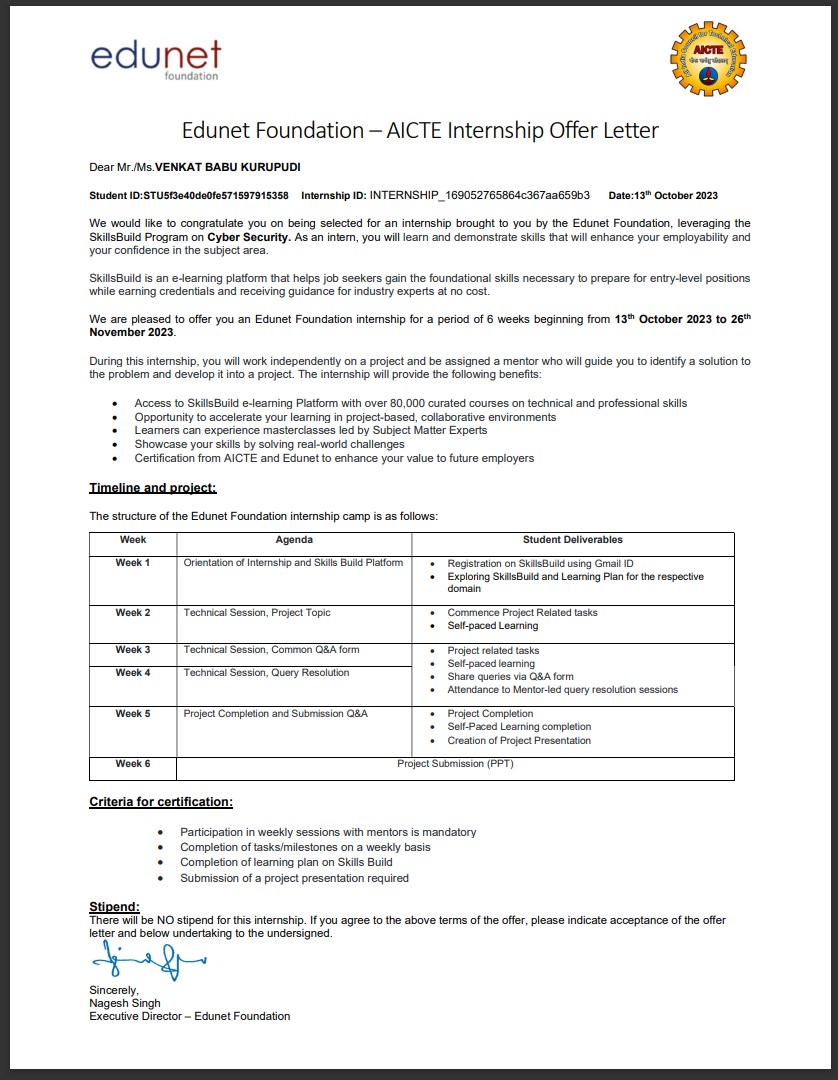 edunet
foundation
AICTE
Edunet Foundation – AICTE Internship Offer Letter
Dear Mr./Ms.VENKAT BABU KURUPUDI
Student ID:STU5f3e40de0fe571597915358 Internship ID: INTERNSHIP_169052765864c367aa659b3 Date:13th October 2023
We would like to congratulate you on being selected for an internship brought to you by the Edunet Foundation, leveraging the
SkillsBuild Program on Cyber Security. As an intern, you will learn and demonstrate skills that will enhance your employability and
your confidence in the subject area.
SkillsBuild is an e-learning platform that helps job seekers gain the foundational skills necessary to prepare for entry-level positions
while earning credentials and receiving guidance for industry experts at no cost.
We are pleased to offer you an Edunet Foundation internship for a period of 6 weeks beginning from 13th October 2023 to 26th
November 2023.
During this internship, you will work independently on a project and be assigned a mentor who will guide you to identify a solution to
the problem and develop it into a project. The internship will provide the following benefits:
• Access to SkillsBuild e-learning Platform with over 80,000 curated courses on technical and professional skills
• Opportunity to accelerate your learning in project-based, collaborative environments
• Learners can experience masterclasses led by Subject Matter Experts
• Showcase your skills by solving real-world challenges
• Certification from AICTE and Edunet to enhance your value to future employers
Timeline and project:
The structure of the Edunet Foundation internship camp is as follows:
Week Agenda Student Deliverables
Week 1 Orientation of Internship and Skills Build Platform • Registration on SkillsBuild using Gmail ID
• Exploring SkillsBuild and Learning Plan for the respective
domain
Week 2 Technical Session, Project Topic • Commence Project Related tasks
• Self-paced Learning
Week 3 Technical Session, Common Q&A form • Project related tasks
• Self-paced learning
Week 4 Technical Session, Query Resolution • Share queries via Q&A form
• Attendance to Mentor-led query resolution sessions
Week 5 Project Completion and Submission Q&A • Project Completion
• Self-Paced Learning completion
• Creation of Project Presentation
Week 6 Project Submission (PPT)
Criteria for certification:
• Participation in weekly sessions with mentors is mandatory
• Completion of tasks/milestones on a weekly basis
• Completion of learning plan on Skills Build
• Submission of a project presentation required
Stipend:
There will be NO stipend for this internship. If you agree to the above terms of the offer, please indicate acceptance of the offer
letter and below undertaking to the undersigned.
Sincerely,
Nagesh Singh
Executive Director – Edunet Foundation